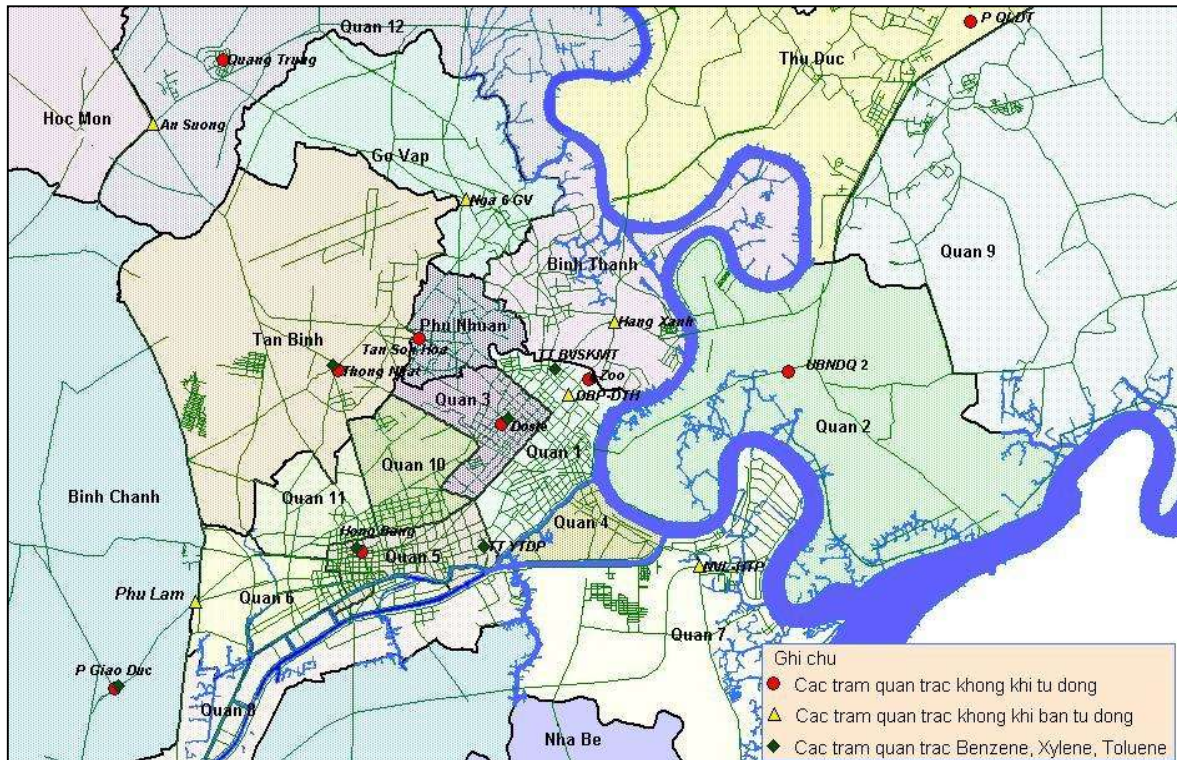 P QLDT
Quan 12
Thu Duc
Quang Trung
Hoc Mon
An Suong
Go Vap
Nga 6 GV
Quan 9
Binh Thanh
Hang Xanh
Phu Nhuan
Tan Binh
Tan Son Hoa
TT BVSKMT
Thong Nhat
Zoo
UBNDQ 2
DBP-DTH
Quan 3
Dosie
Quan 2
Quan 1
Quan 10
Binh Chanh
Quan 11
Quan 4
Hong Bang
Quan 5
TT YTDP
NVL-HTP
Phu Lam
Quan 6
Quan 7
P Giao Duc
Quan 8
Nha Be
Ghi chu
Cac tram quan trac khong khi tu dong
Cac tram quan trac khong khi ban tu dong
Cac tram quan trac Benzene, Xylene, Toluene